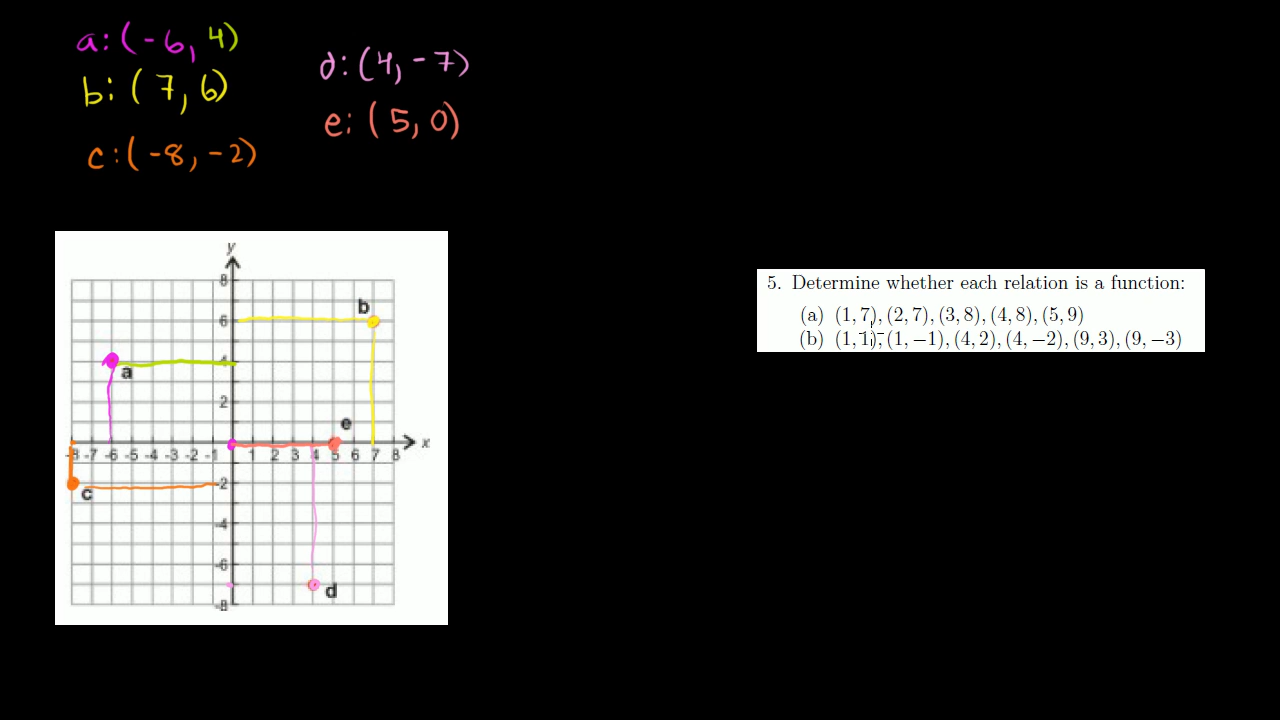 a: (-6, 4)
b: (7, 6)
c: (-8, -2)
d: (4, -7)
e: (5, 0)
y
8
b
6
4
a
2
e
-8 -7 -6 -5 -4 -3 -2 -1 1 2 3 4 5 6 7 8 x
c
-2
-4
-6
d
-8
5. Determine whether each relation is a function:
(a) (1, 7), (2, 7), (3, 8), (4, 8), (5, 9)
(b) (1, 1), (1, −1), (4, 2), (4, −2), (9, 3), (9, −3)